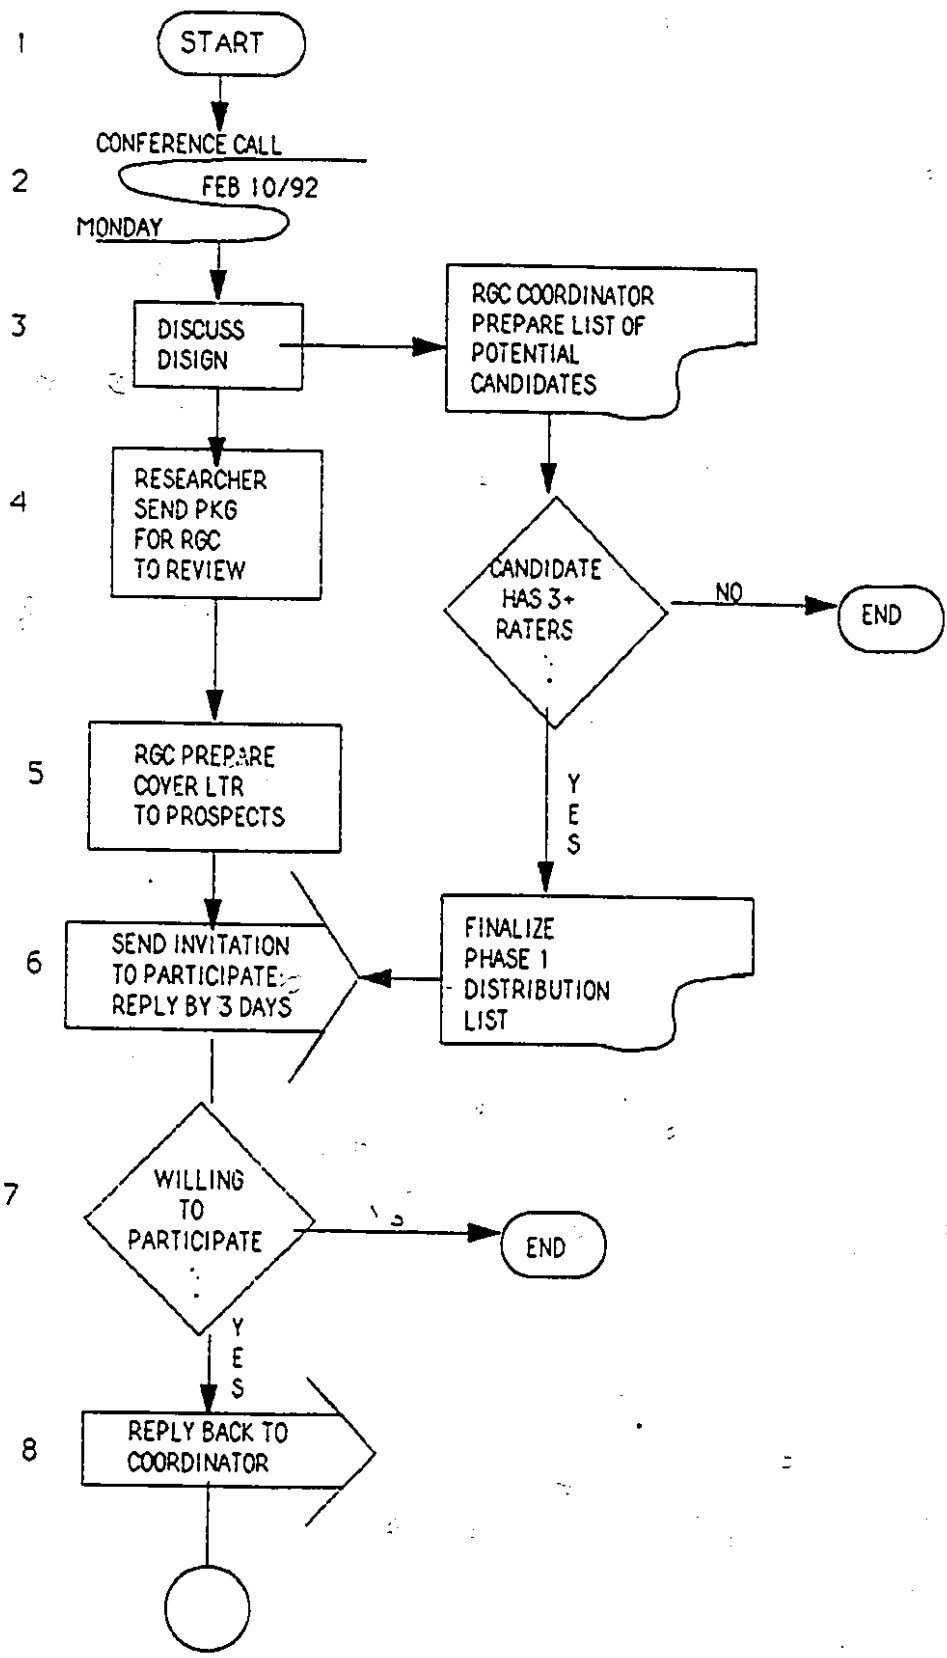 1
START
CONFERENCE CALL
2
FEB 10/92
MONDAY
3
DISCUSS
DISIGN
RGC COORDINATOR
PREPARE LIST OF
POTENTIAL
CANDIDATES
4
RESEARCHER
SEND PKG
FOR RGC
TO REVIEW
CANDIDATE
HAS 3+
RATERS
NO
END
5
RGC PREPARE
COVER LTR
TO PROSPECTS
YES
6
SEND INVITATION
TO PARTICIPATE
REPLY BY 3 DAYS
FINALIZE
PHASE 1
DISTRIBUTION
LIST
7
WILLING
TO
PARTICIPATE
END
YES
8
REPLY BACK TO
COORDINATOR